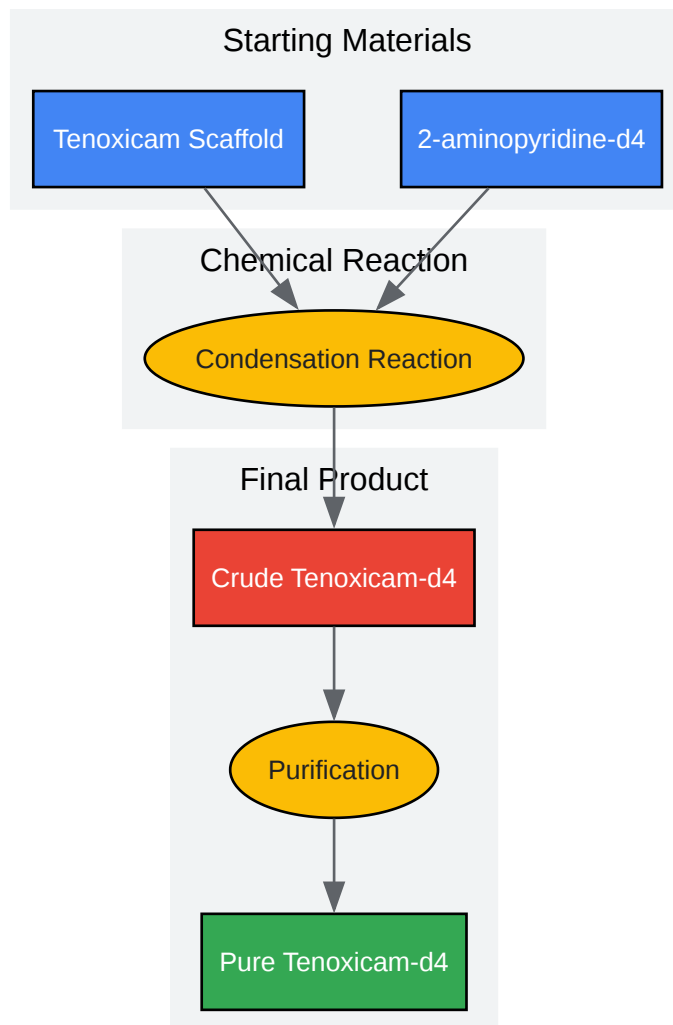 Starting Materials
Tenoxicam Scaffold
2-aminopyridine-d4
Chemical Reaction
Condensation Reaction
Final Product
Crude Tenoxicam-d4
Purification
Pure Tenoxicam-d4